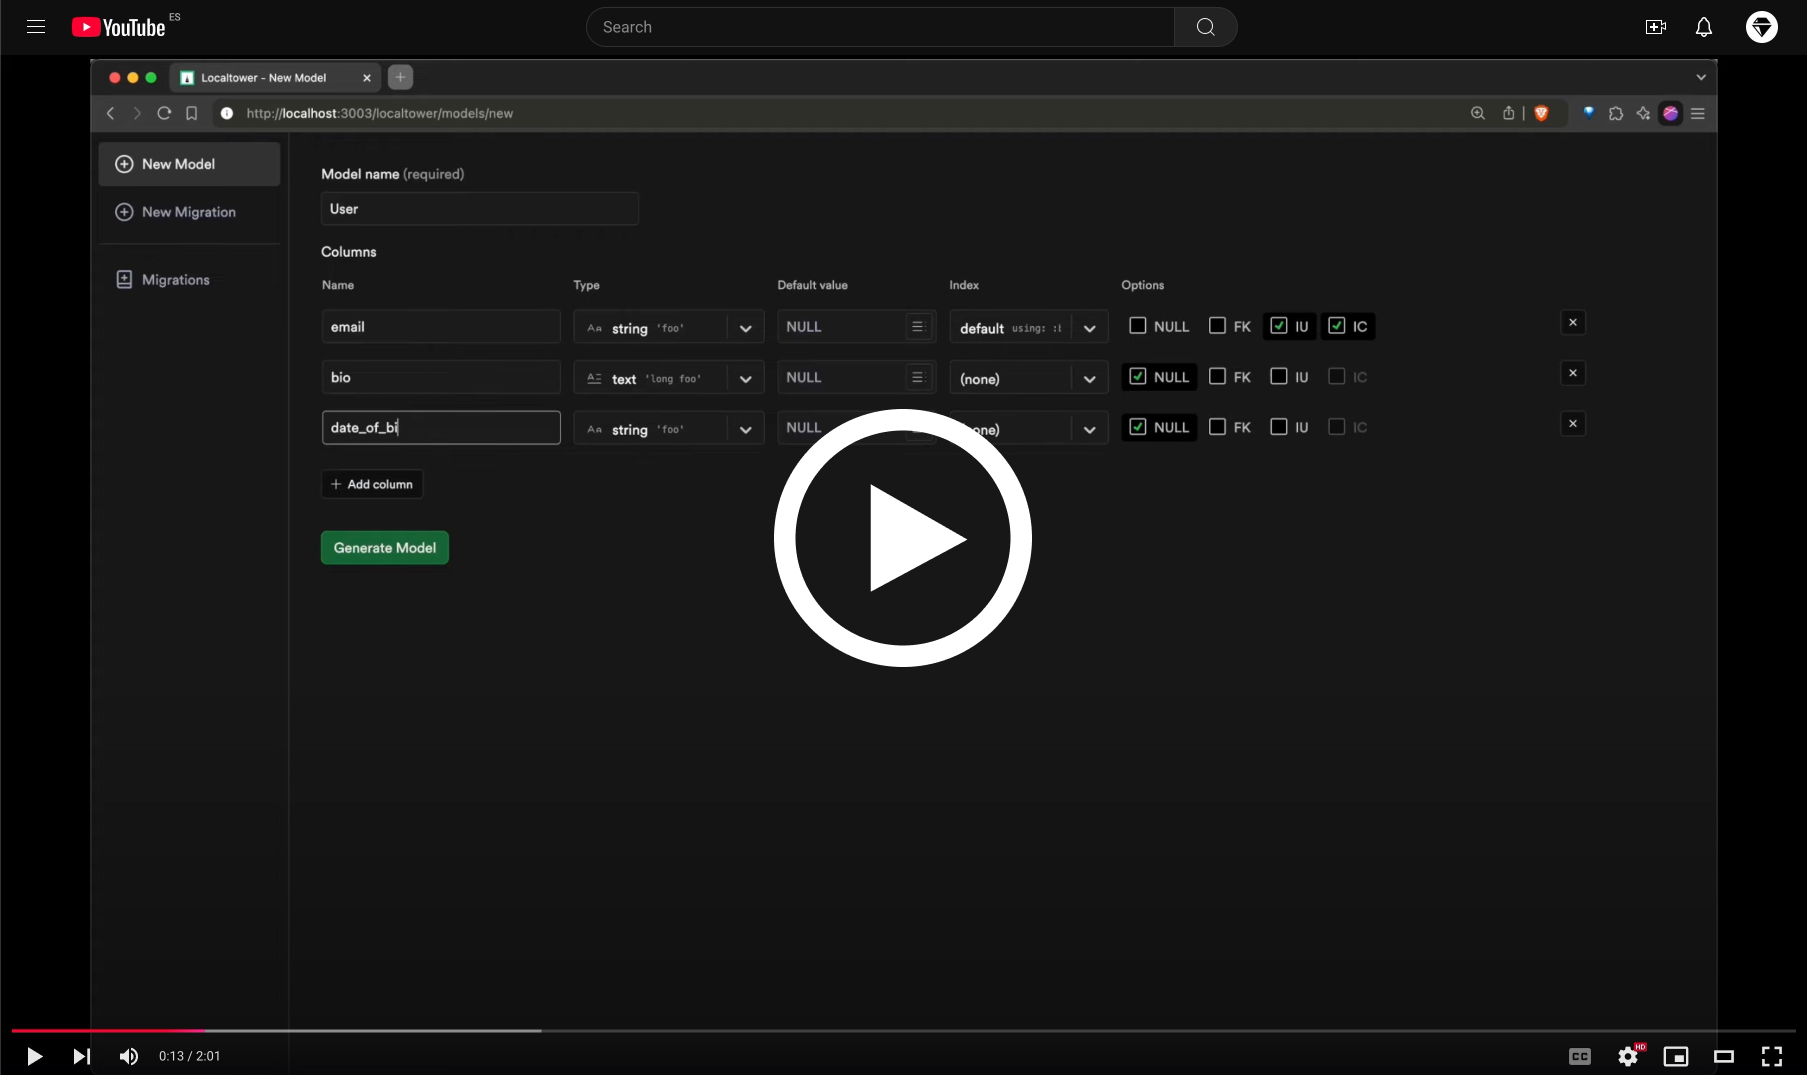 YouTube ES
Search
Localtower - New Model
http://localhost:3003/localtower/models/new
New Model
New Migration
Migrations
Model name (required)
User
Columns
Name Type Default value Index Options
email Aa string 'foo' NULL default using: :b NULL FK IU IC
bio text 'long foo' NULL (none) NULL FK IU IC
date_of_bi Aa string 'foo' NULL NULL FK IU IC
+ Add column
Generate Model
0:13 / 2:01
CC HD